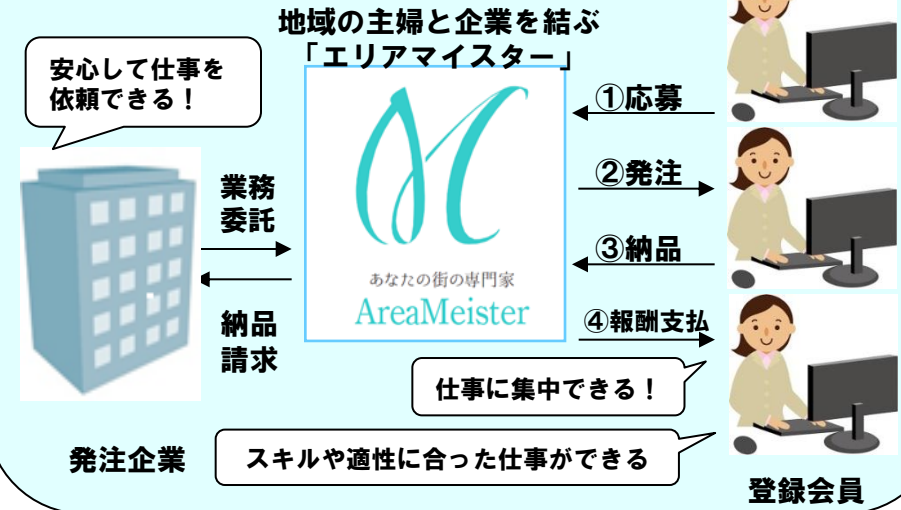 地域の主婦と企業を結ぶ
「エリアマイスター」
安心して仕事を
依頼できる！
業務
委託
納品
請求
発注企業
あなたの街の専門家
AreaMeister
①応募
②発注
③納品
④報酬支払
仕事に集中できる！
スキルや適性に合った仕事ができる
登録会員